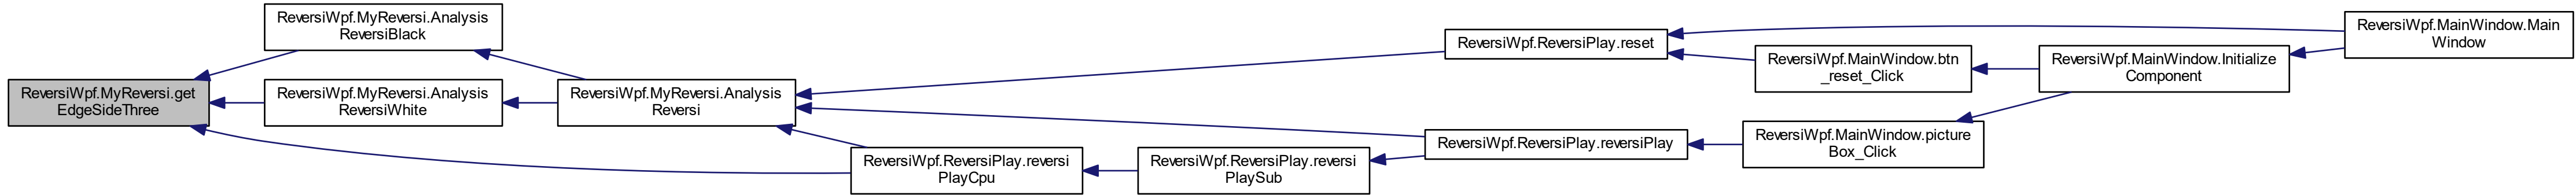 ReversiWpf.MyReversi.get
EdgeSideThree
ReversiWpf.MyReversi.Analysis
ReversiBlack
ReversiWpf.MyReversi.Analysis
ReversiWhite
ReversiWpf.MyReversi.Analysis
Reversi
ReversiWpf.ReversiPlay.reversi
PlayCpu
ReversiWpf.ReversiPlay.reversi
PlaySub
ReversiWpf.ReversiPlay.reset
ReversiWpf.ReversiPlay.reversiPlay
ReversiWpf.MainWindow.btn
_reset_Click
ReversiWpf.MainWindow.picture
Box_Click
ReversiWpf.MainWindow.Initialize
Component
ReversiWpf.MainWindow.Main
Window